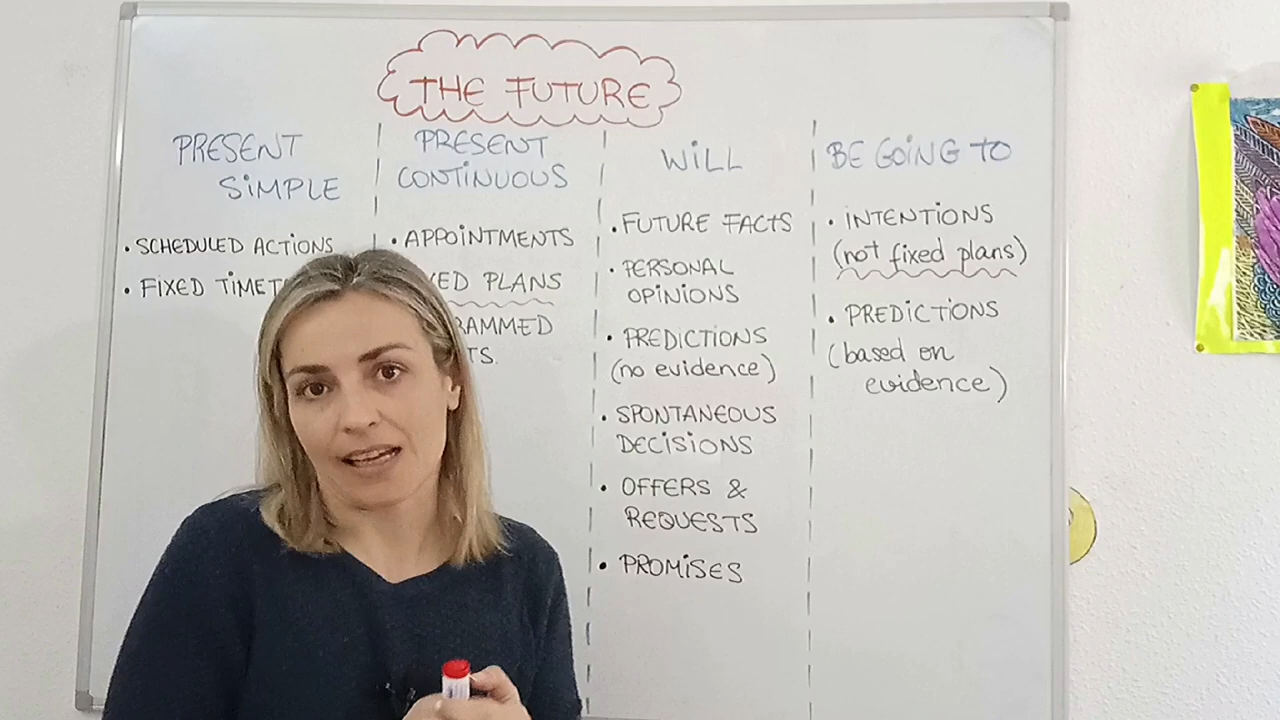 THE FUTURE
PRESENT
SIMPLE
• SCHEDULED ACTIONS
• FIXED
PRESENT
CONTINUOUS
• APPOINTMENTS
PLANS
WILL
• FUTURE FACTS
• PERSONAL
OPINIONS
• PREDICTIONS
(no evidence)
• SPONTANEOUS
DECISIONS
• OFFERS &
REQUESTS
• PROMISES
BE GOING TO
• INTENTIONS
(not fixed plans)
• PREDICTIONS
(based on
evidence)